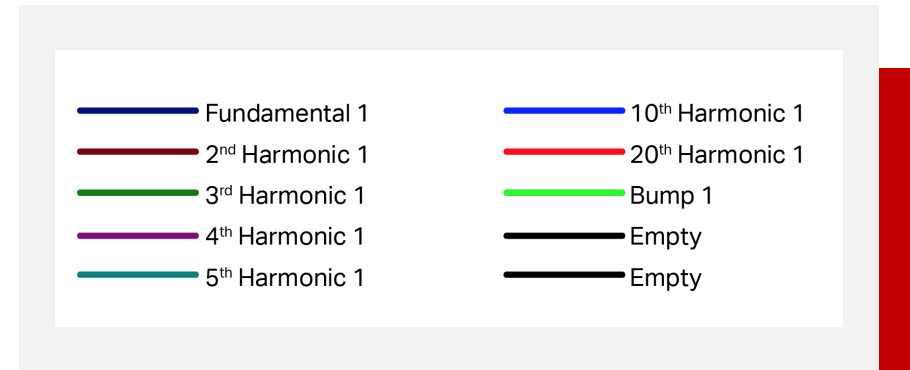 Fundamental 1
2nd Harmonic 1
3rd Harmonic 1
4th Harmonic 1
5th Harmonic 1
10th Harmonic 1
20th Harmonic 1
Bump 1
Empty
Empty